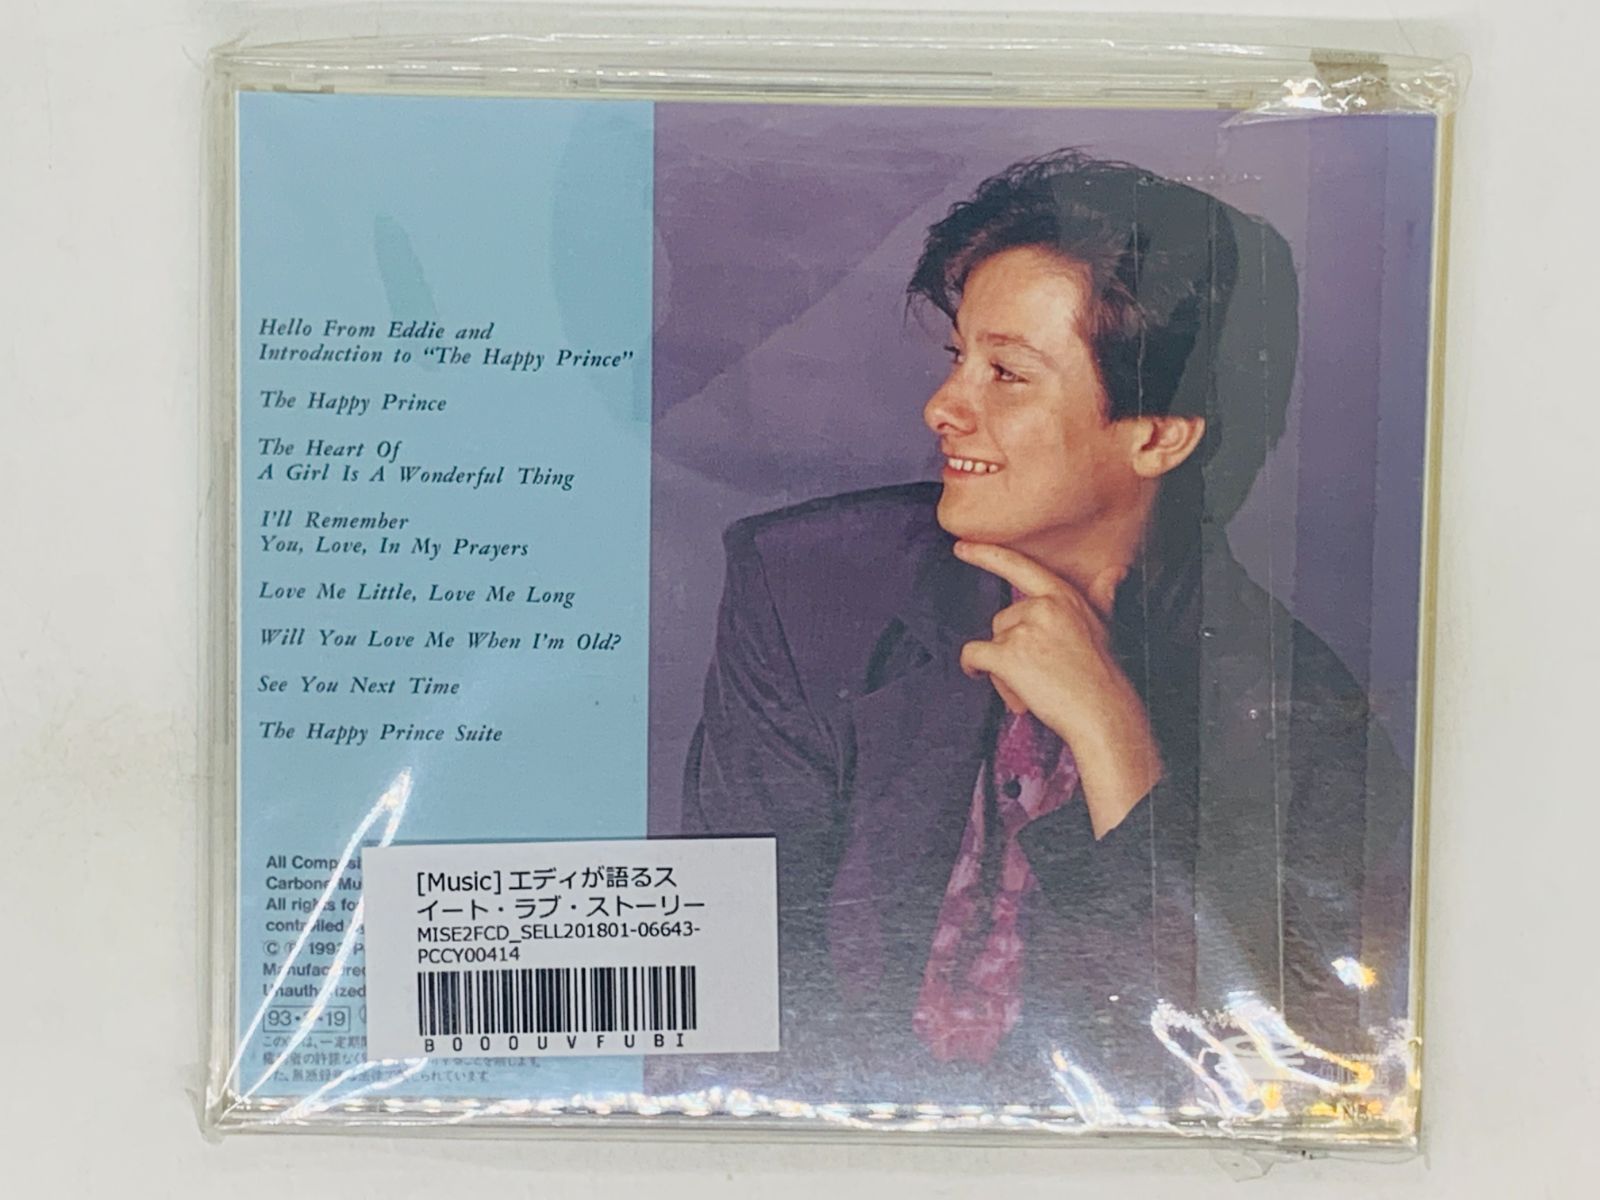 Hello From Eddie and
Introduction to “The Happy Prince”
The Happy Prince
The Heart Of
A Girl Is A Wonderful Thing
I'll Remember
You, Love, In My Prayers
Love Me Little, Love Me Long
Will You Love Me When I'm Old?
See You Next Time
The Happy Prince Suite
All
Carbone
All rights
controlled
Ⓒ Ⓟ
Manufactured
Unauthorized
[Music]エディが語るス
イート・ラブ・ストーリー
MISE2FCD_SELL201801-06643-
PCCY00414
B000UVFUBI